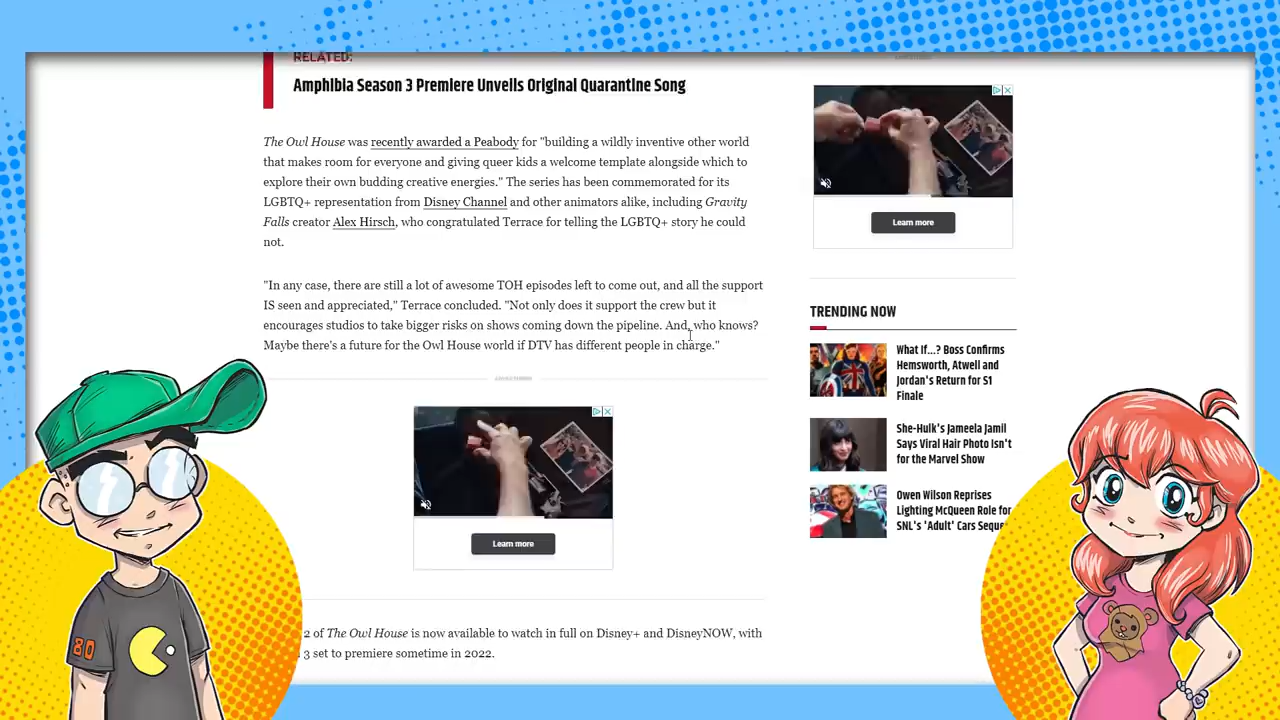 RELATED:
Amphibia Season 3 Premiere Unveils Original Quarantine Song
The Owl House was recently awarded a Peabody for "building a wildly inventive other world
that makes room for everyone and giving queer kids a welcome template alongside which to
explore their own budding creative energies." The series has been commemorated for its
LGBTQ+ representation from Disney Channel and other animators alike, including Gravity
Falls creator Alex Hirsch, who congratulated Terrace for telling the LGBTQ+ story he could
not.
"In any case, there are still a lot of awesome TOH episodes left to come out, and all the support
IS seen and appreciated," Terrace concluded. "Not only does it support the crew but it
encourages studios to take bigger risks on shows coming down the pipeline. And, who knows?
Maybe there's a future for the Owl House world if DTV has different people in charge."
Learn more
2 of The Owl House is now available to watch in full on Disney+ and DisneyNOW, with
3 set to premiere sometime in 2022.
Learn more
TRENDING NOW
What If...? Boss Confirms
Hemsworth, Atwell and
Jordan's Return for S1
Finale
She-Hulk's Jameela Jamil
Says Viral Hair Photo Isn't
for the Marvel Show
Owen Wilson Reprises
Lighting McQueen Role for
SNL's 'Adult' Cars Seque
80